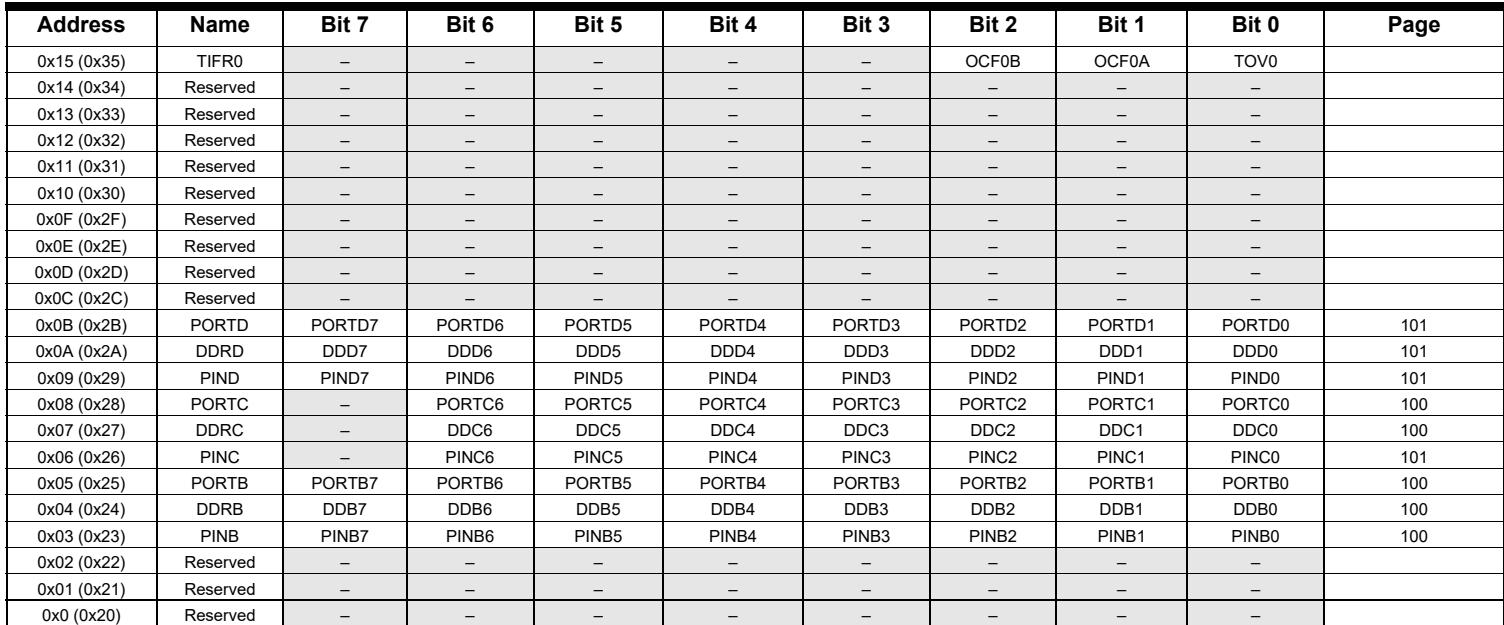 Address Name Bit 7 Bit 6 Bit 5 Bit 4 Bit 3 Bit 2 Bit 1 Bit 0 Page
0x15 (0x35) TIFR0 – – – – – OCF0B OCF0A TOV0
0x14 (0x34) Reserved – – – – – – – –
0x13 (0x33) Reserved – – – – – – – –
0x12 (0x32) Reserved – – – – – – – –
0x11 (0x31) Reserved – – – – – – – –
0x10 (0x30) Reserved – – – – – – – –
0x0F (0x2F) Reserved – – – – – – – –
0x0E (0x2E) Reserved – – – – – – – –
0x0D (0x2D) Reserved – – – – – – – –
0x0C (0x2C) Reserved – – – – – – – –
0x0B (0x2B) PORTD PORTD7 PORTD6 PORTD5 PORTD4 PORTD3 PORTD2 PORTD1 PORTD0 101
0x0A (0x2A) DDRD DDD7 DDD6 DDD5 DDD4 DDD3 DDD2 DDD1 DDD0 101
0x09 (0x29) PIND PIND7 PIND6 PIND5 PIND4 PIND3 PIND2 PIND1 PIND0 101
0x08 (0x28) PORTC – PORTC6 PORTC5 PORTC4 PORTC3 PORTC2 PORTC1 PORTC0 100
0x07 (0x27) DDRC – DDC6 DDC5 DDC4 DDC3 DDC2 DDC1 DDC0 100
0x06 (0x26) PINC – PINC6 PINC5 PINC4 PINC3 PINC2 PINC1 PINC0 101
0x05 (0x25) PORTB PORTB7 PORTB6 PORTB5 PORTB4 PORTB3 PORTB2 PORTB1 PORTB0 100
0x04 (0x24) DDRB DDB7 DDB6 DDB5 DDB4 DDB3 DDB2 DDB1 DDB0 100
0x03 (0x23) PINB PINB7 PINB6 PINB5 PINB4 PINB3 PINB2 PINB1 PINB0 100
0x02 (0x22) Reserved – – – – – – – –
0x01 (0x21) Reserved – – – – – – – –
0x0 (0x20) Reserved – – – – – – – –